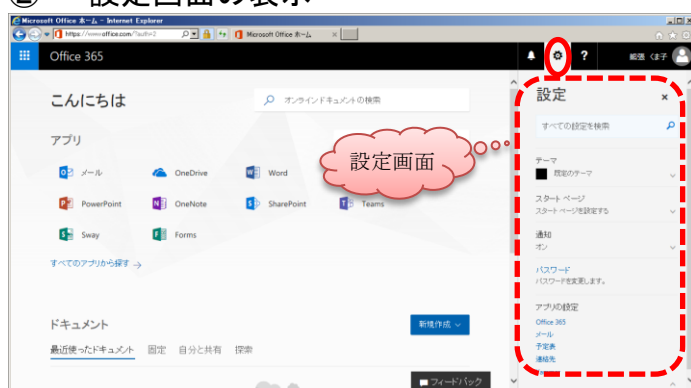 ② 設定画面の表示
Microsoft Office ホーム - Internet Explorer
https://www.office.com/?auth=2
Microsoft Office ホーム
Office 365
?
熊張 くま子
こんにちは
オンラインドキュメントの検索
アプリ
メール
OneDrive
Word
PowerPoint
OneNote
SharePoint
Teams
Sway
Forms
すべてのアプリから探す →
ドキュメント
新規作成
最近使ったドキュメント 固定 自分と共有 探索
フィードバック
設定画面
設定
×
すべての設定を検索
テーマ
既定のテーマ
スタート ページ
スタート ページを設定する
通知
オン
パスワード
パスワードを変更します。
アプリの設定
Office 365
メール
予定表
連絡先